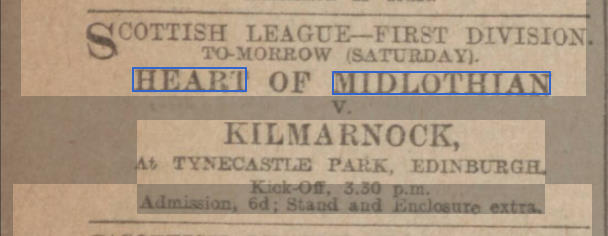 SCOTTISH LEAGUE—FIRST DIVISION.
TO-MORROW (SATURDAY).
HEART OF MIDLOTHIAN
V.
KILMARNOCK,
At TYNECASTLE PARK, EDINBURGH.
Kick-Off, 3.30 p.m.
Admission, 6d; Stand and Enclosure extra.